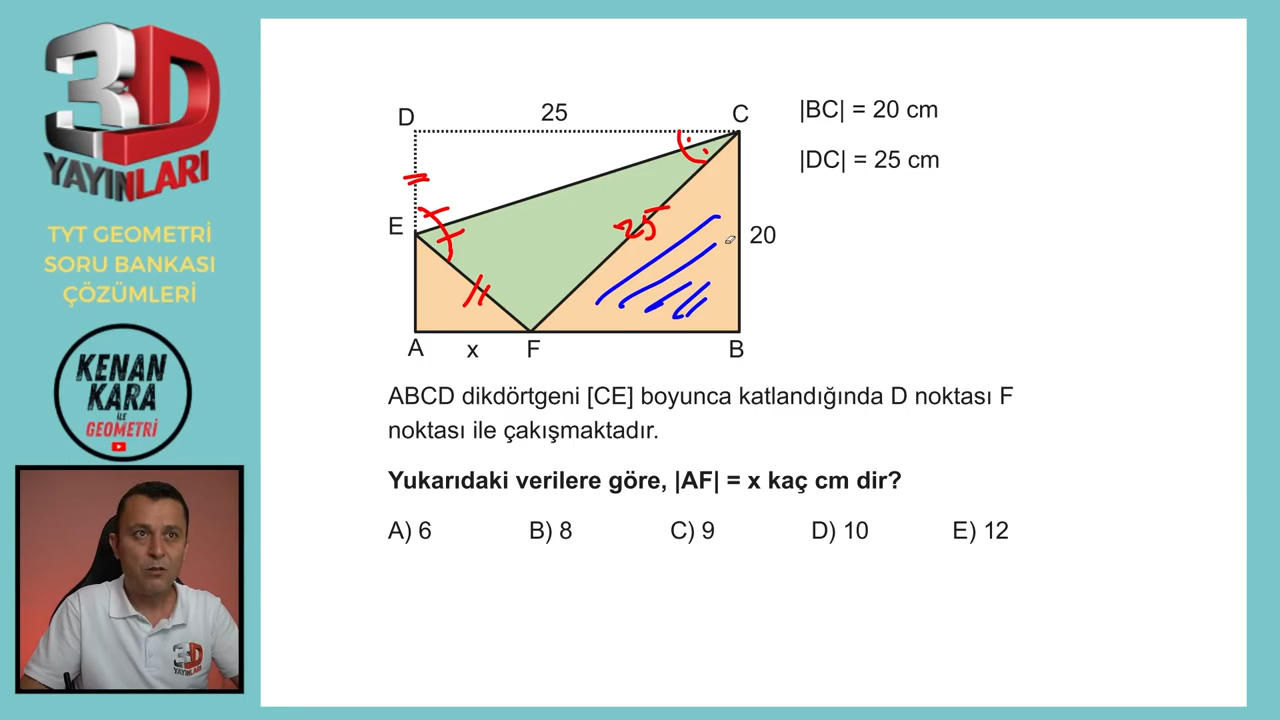 3D
YAYINLARI
TYT GEOMETRİ
SORU BANKASI
ÇÖZÜMLERİ
KENAN
KARA
İLE
GEOMETRİ
3D
YAYINLARI
D 25 C
E
25
20
A x F B
|BC| = 20 cm
|DC| = 25 cm
ABCD dikdörtgeni [CE] boyunca katlandığında D noktası F
noktası ile çakışmaktadır.
Yukarıdaki verilere göre, |AF| = x kaç cm dir?
A) 6 B) 8 C) 9 D) 10 E) 12